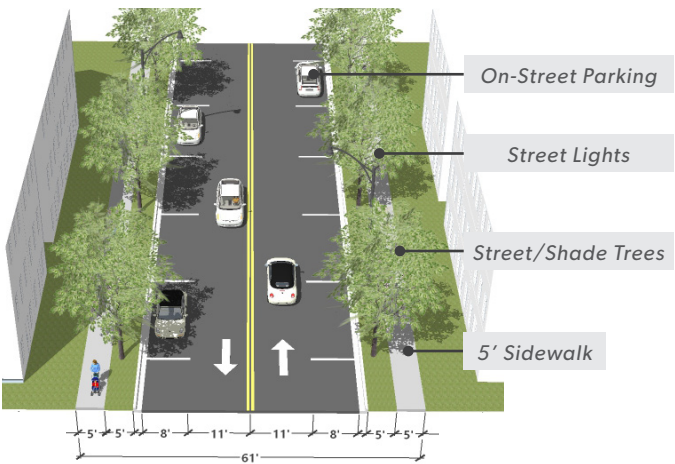 On-Street Parking
Street Lights
Street/Shade Trees
5’ Sidewalk
5' 5' 8' 11' 11' 8' 5' 5'
61'